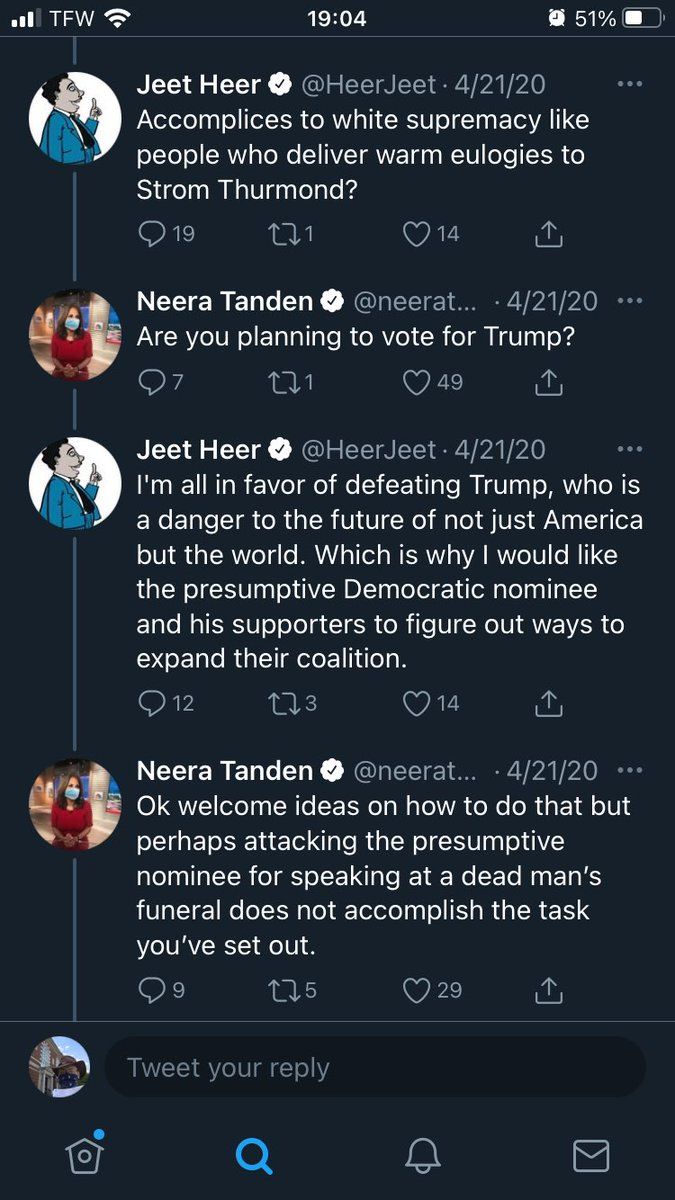 TFW 19:04 51%
Jeet Heer @HeerJeet · 4/21/20
Accomplices to white supremacy like
people who deliver warm eulogies to
Strom Thurmond?
19 1 14
Neera Tanden @neerat... · 4/21/20
Are you planning to vote for Trump?
7 1 49
Jeet Heer @HeerJeet · 4/21/20
I'm all in favor of defeating Trump, who is
a danger to the future of not just America
but the world. Which is why I would like
the presumptive Democratic nominee
and his supporters to figure out ways to
expand their coalition.
12 3 14
Neera Tanden @neerat... · 4/21/20
Ok welcome ideas on how to do that but
perhaps attacking the presumptive
nominee for speaking at a dead man’s
funeral does not accomplish the task
you’ve set out.
9 5 29
Tweet your reply